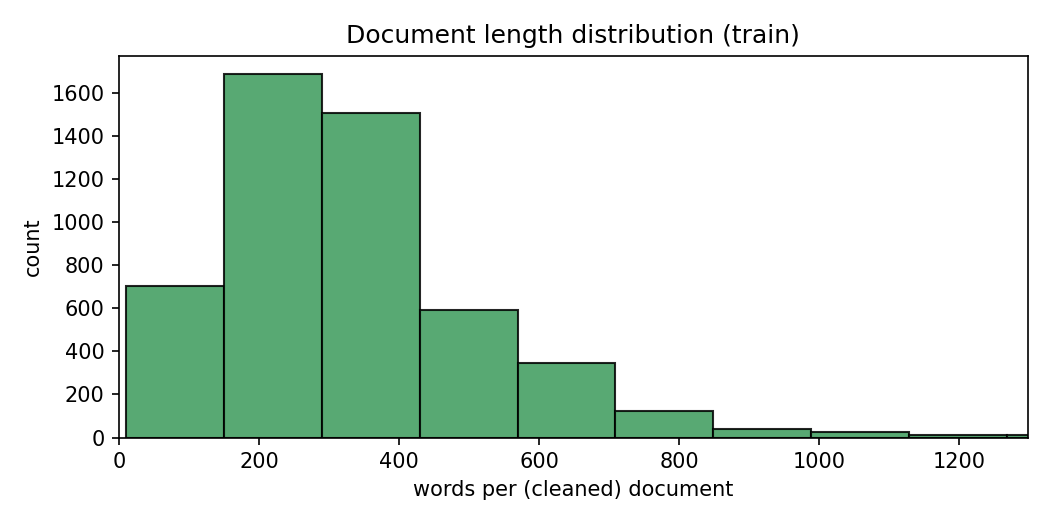 Document length distribution (train)
1600
1400
1200
1000
800
600
400
200
0
count
0 200 400 600 800 1000 1200
words per (cleaned) document